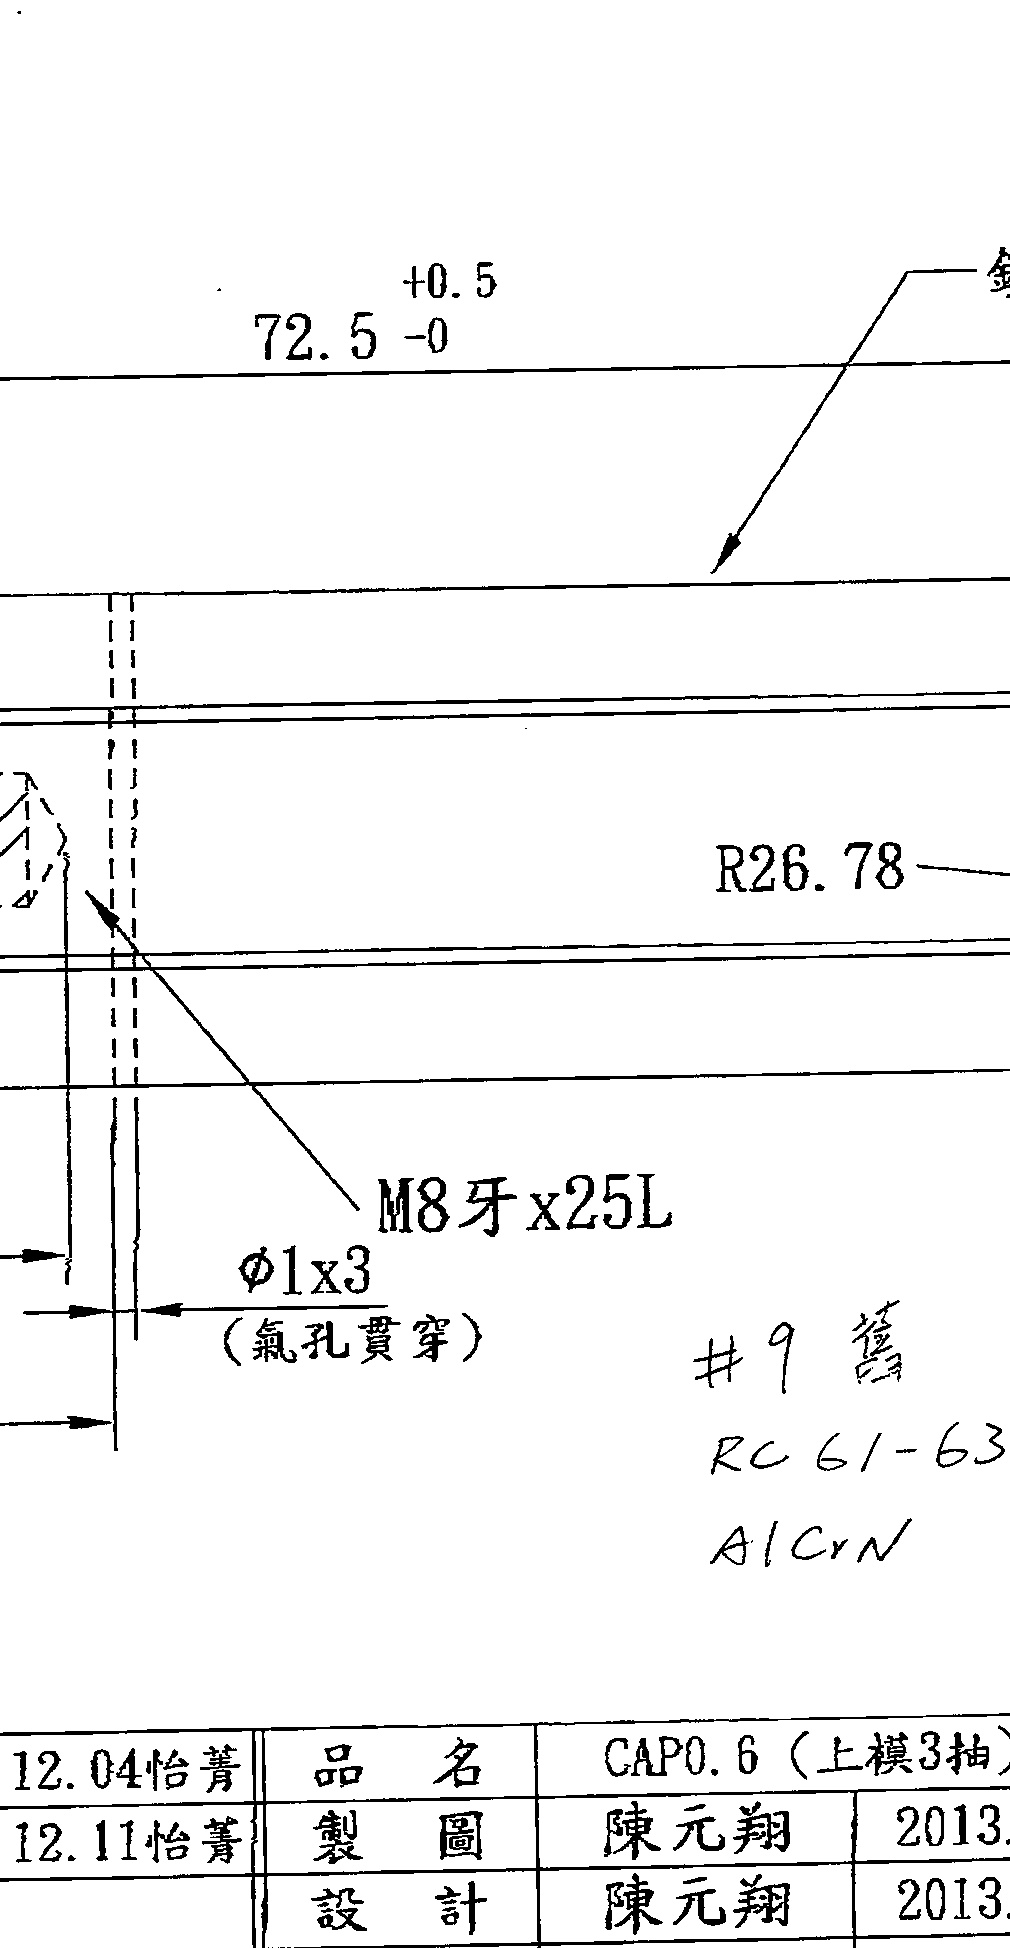 +0.5
72.5 -0
R26.78
M8牙x25L
φ1x3
(氣孔貫穿)
#9 舊
RC 61-63
AlCrN
12.04怡菁 品 名 CAP0.6(上模3抽)
12.11怡菁 製 圖 陳元翔 2013.
設 計 陳元翔 2013.